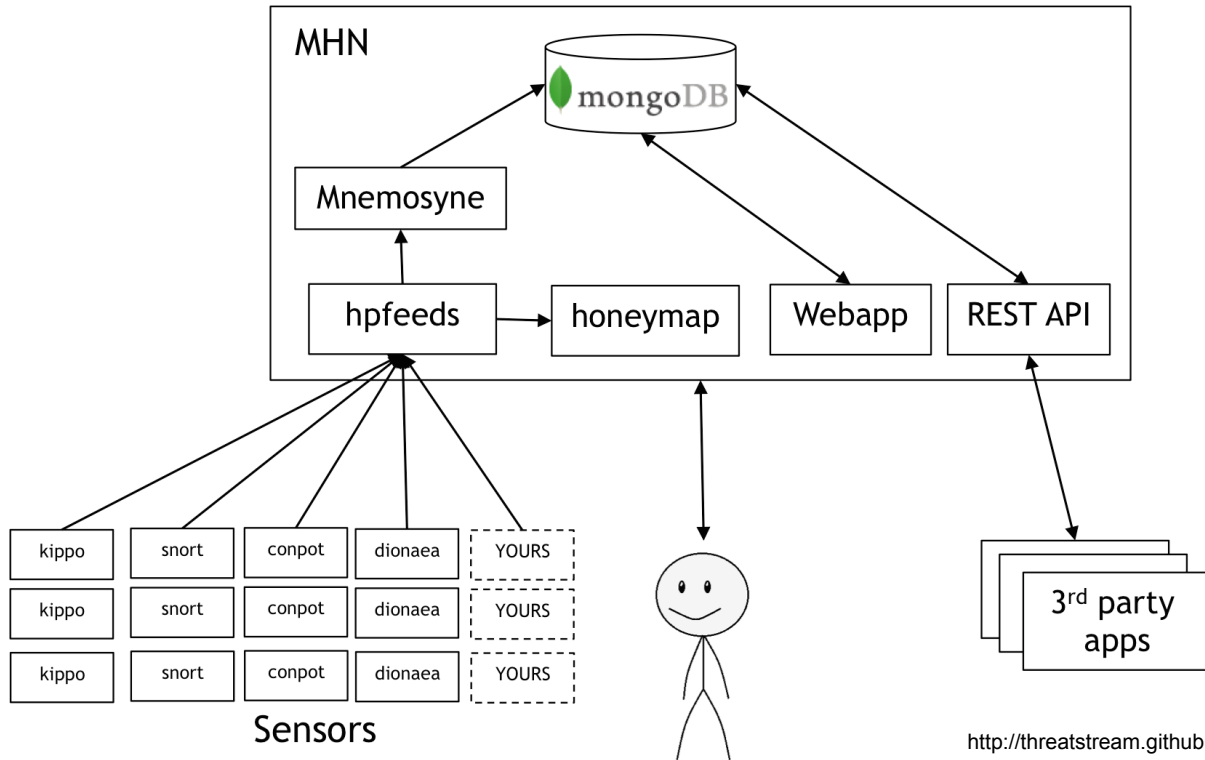 MHN
mongoDB
Mnemosyne
hpfeeds
honeymap
Webapp
REST API
kippo snort conpot dionaea YOURS
kippo snort conpot dionaea YOURS
kippo snort conpot dionaea YOURS
Sensors
3rd party
apps
http://threatstream.github